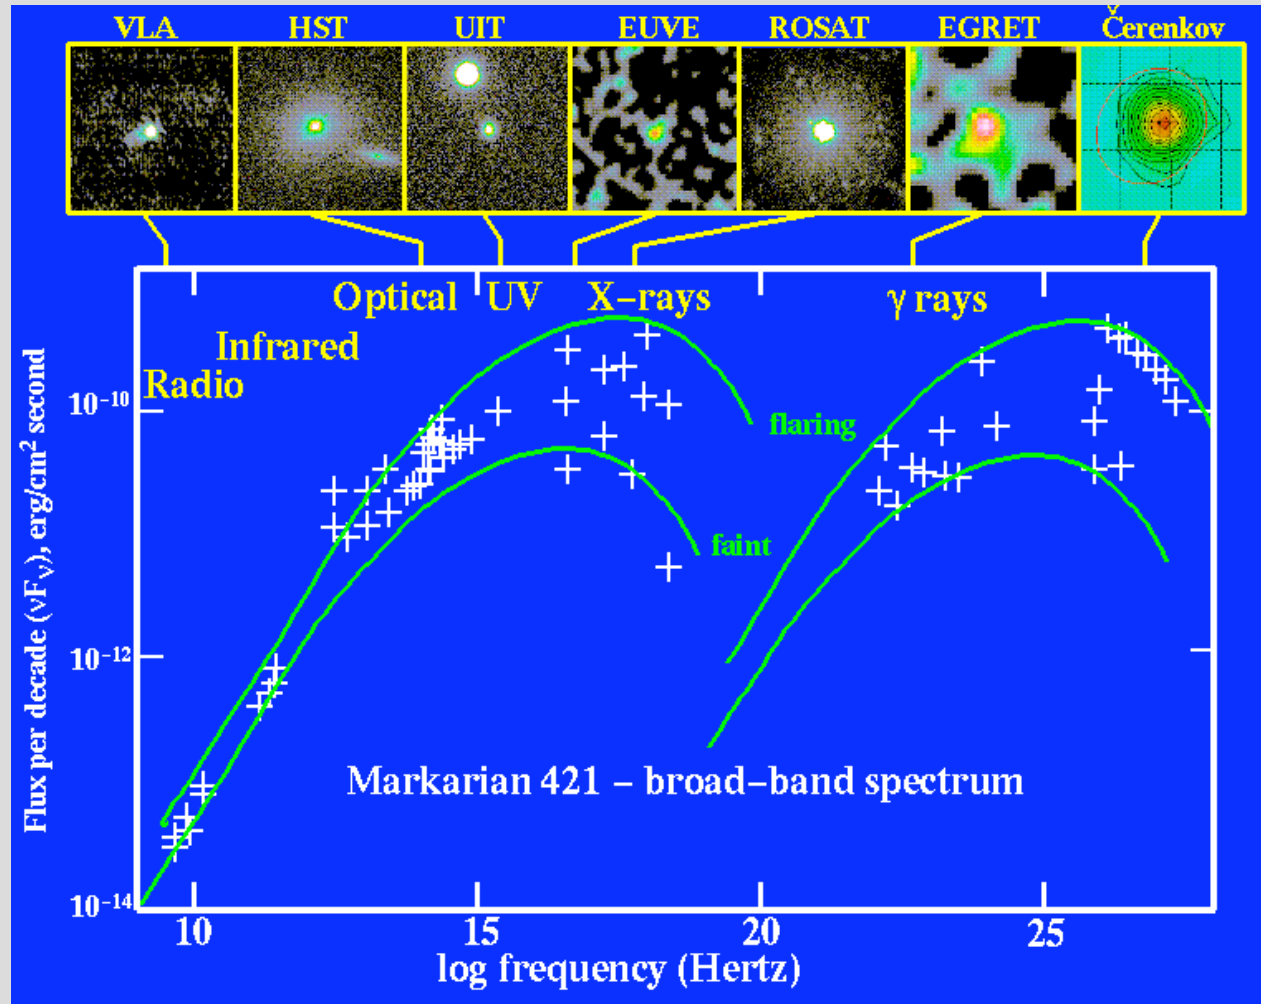 VLA HST UIT EUVE ROSAT EGRET Čerenkov
Optical UV X−rays γ rays
Infrared
Radio
flaring
faint
Markarian 421 − broad−band spectrum
Flux per decade (νFν), erg/cm² second
10⁻¹⁰
10⁻¹²
10⁻¹⁴
10 15 20 25
log frequency (Hertz)